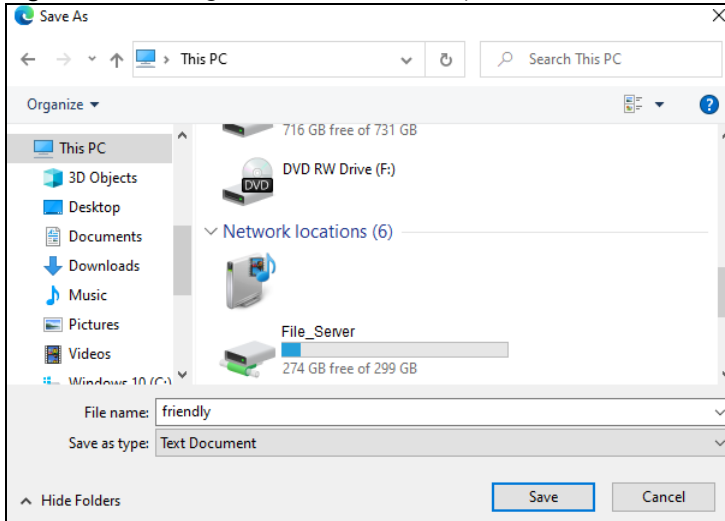 Save As
This PC
Search This PC
Organize
This PC
3D Objects
Desktop
Documents
Downloads
Music
Pictures
Videos
Windows 10 (C:)
716 GB free of 731 GB
DVD RW Drive (F:)
DVD
Network locations (6)
File_Server
274 GB free of 299 GB
File name: friendly
Save as type: Text Document
Hide Folders
Save
Cancel